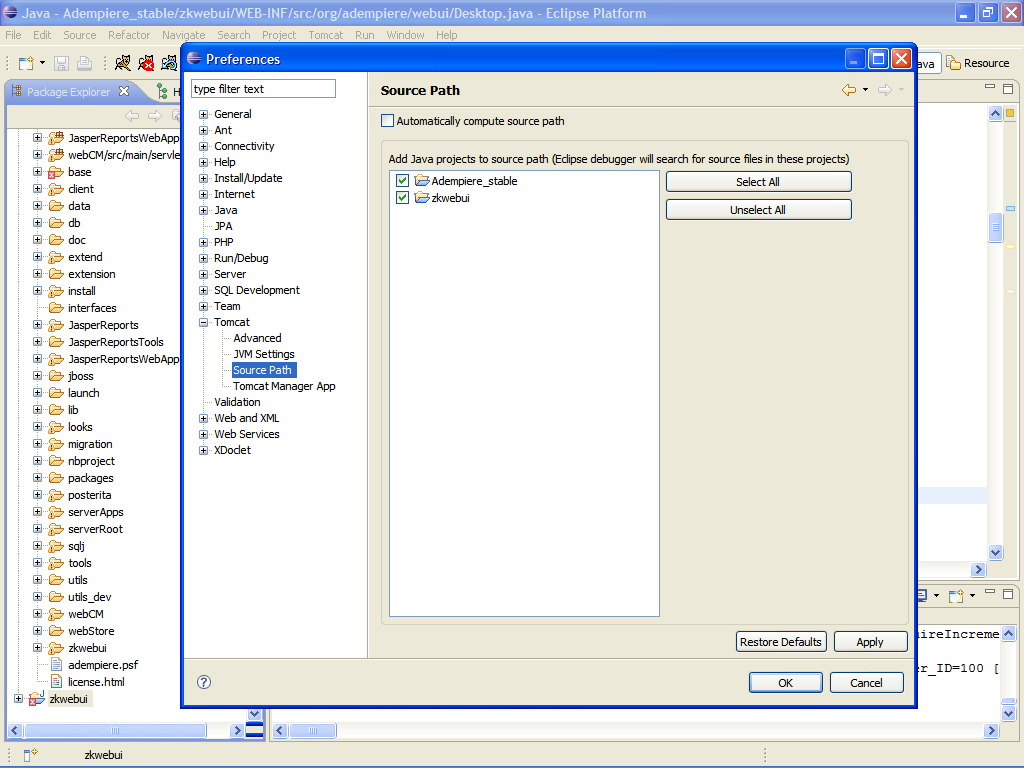 Java - Adempiere_stable/zkwebui/WEB-INF/src/org/adempiere/webui/Desktop.java - Eclipse Platform
File Edit Source Refactor Navigate Search Project Tomcat Run Window Help
Resource
Package Explorer
JasperReportsWebApp
webCM/src/main/servle
base
client
data
db
doc
extend
extension
install
interfaces
JasperReports
JasperReportsTools
JasperReportsWebApp
jboss
launch
lib
looks
migration
nbproject
packages
posterita
serverApps
serverRoot
sqlj
tools
utils
utils_dev
webCM
webStore
zkwebui
adempiere.psf
license.html
zkwebui
Preferences
type filter text
General
Ant
Connectivity
Help
Install/Update
Internet
Java
JPA
PHP
Run/Debug
Server
SQL Development
Team
Tomcat
Advanced
JVM Settings
Source Path
Tomcat Manager App
Validation
Web and XML
Web Services
XDoclet
Source Path
Automatically compute source path
Add Java projects to source path (Eclipse debugger will search for source files in these projects)
Adempiere_stable
zkwebui
Select All
Unselect All
Restore Defaults
Apply
OK
Cancel
uireIncreme
er_ID=100 [
zkwebui